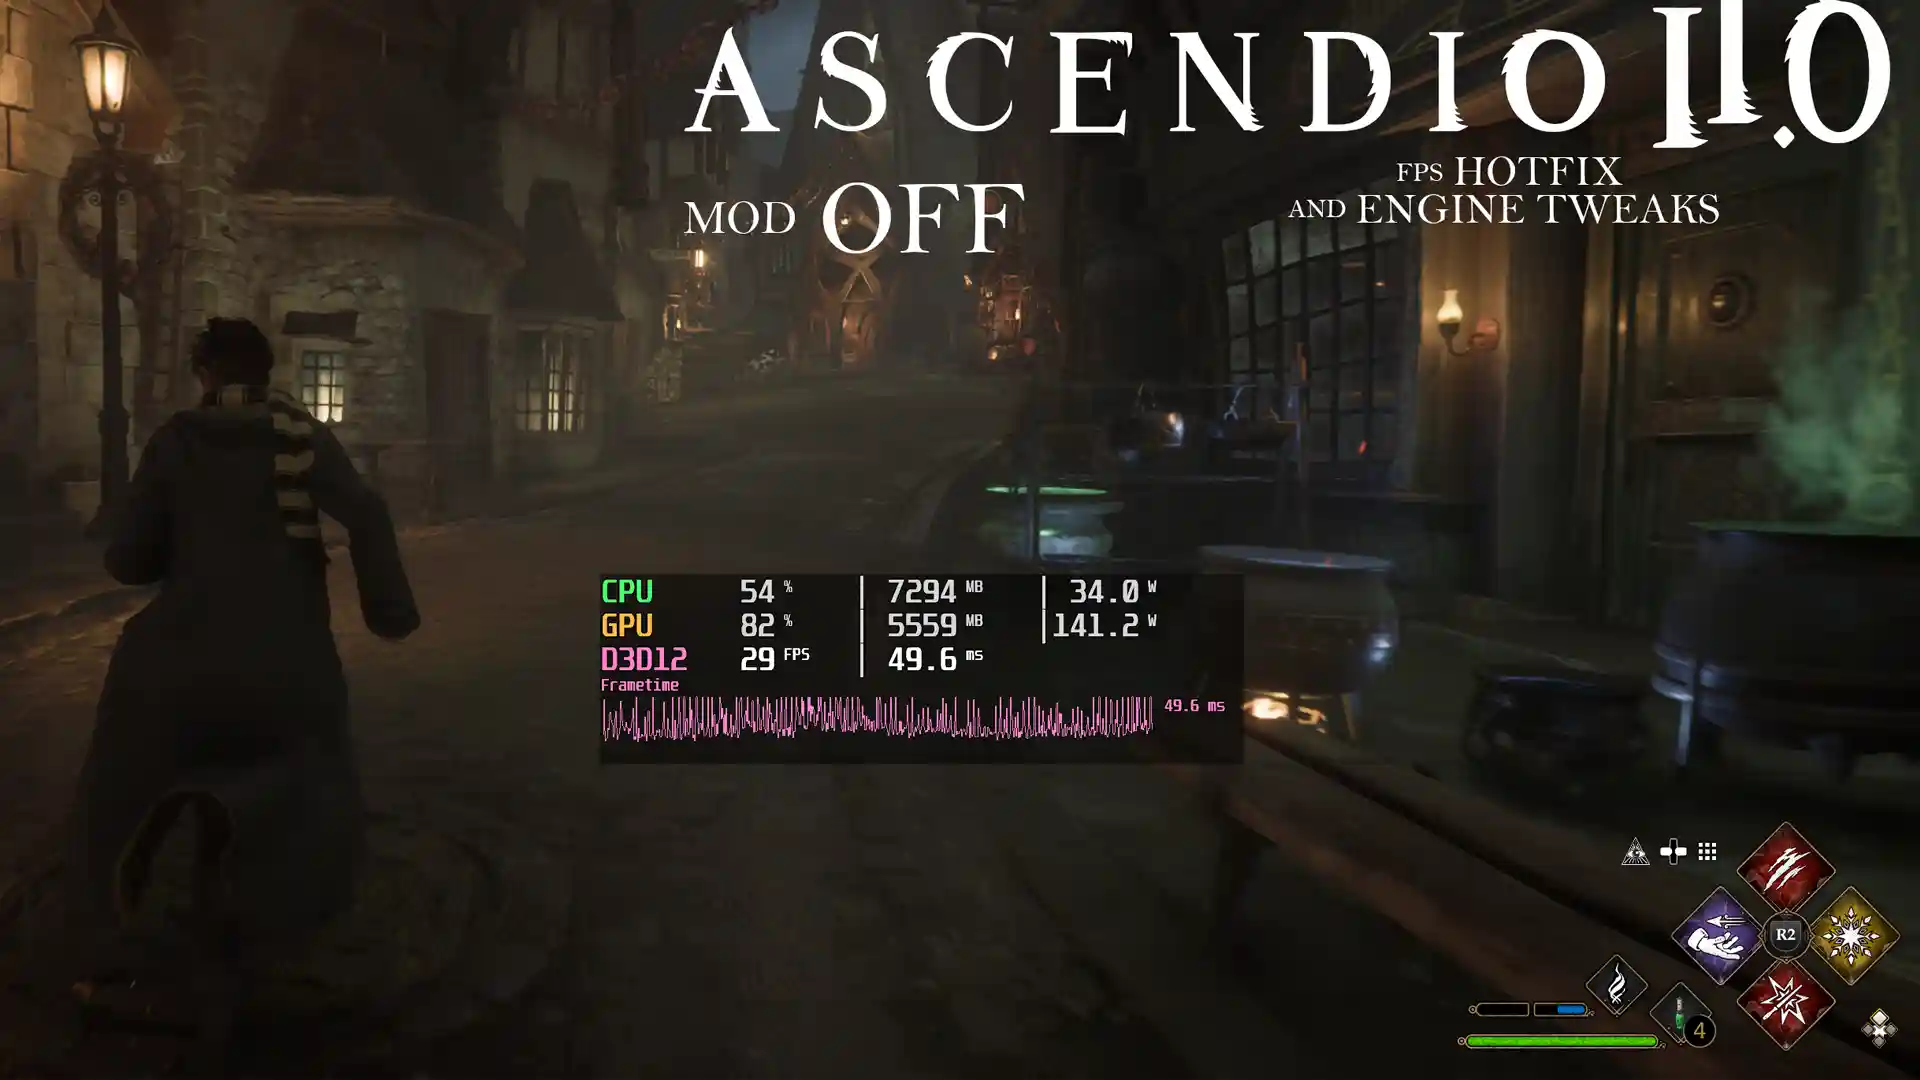 ASCENDIO II.0
FPS HOTFIX
AND ENGINE TWEAKS
MOD OFF
CPU 54 % | 7294 MB | 34.0 W
GPU 82 % | 5559 MB | 141.2 W
D3D12 29 FPS | 49.6 ms
Frametime
49.6 ms
R2
4